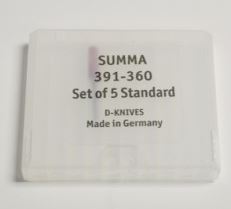 SUMMA
391-360
Set of 5 Standard
D-KNIVES
Made in Germany